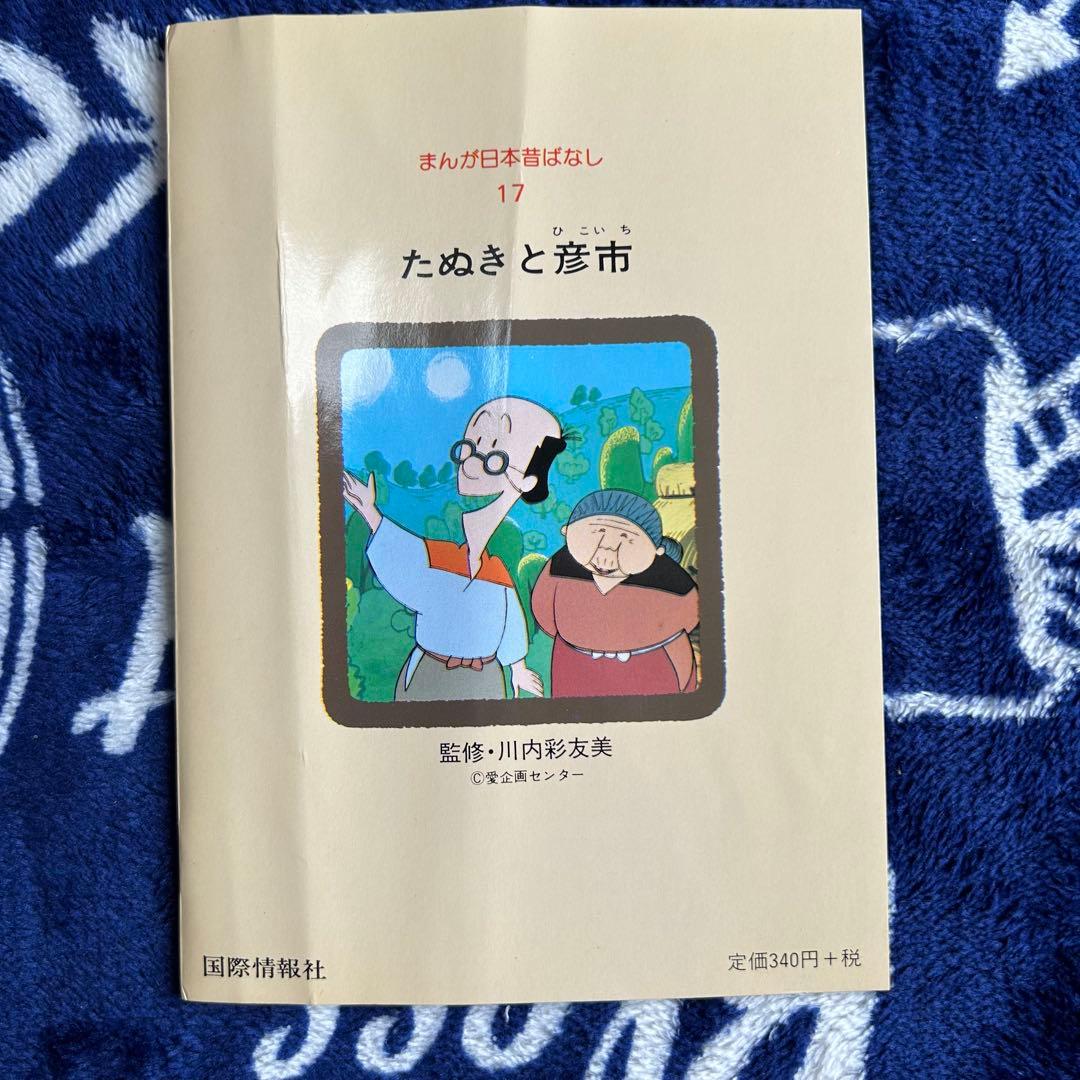 まんが日本昔ばなし
17
ひこいち
たぬきと彦市
監修・川内彩友美
©愛企画センター
国際情報社
定価340円+税